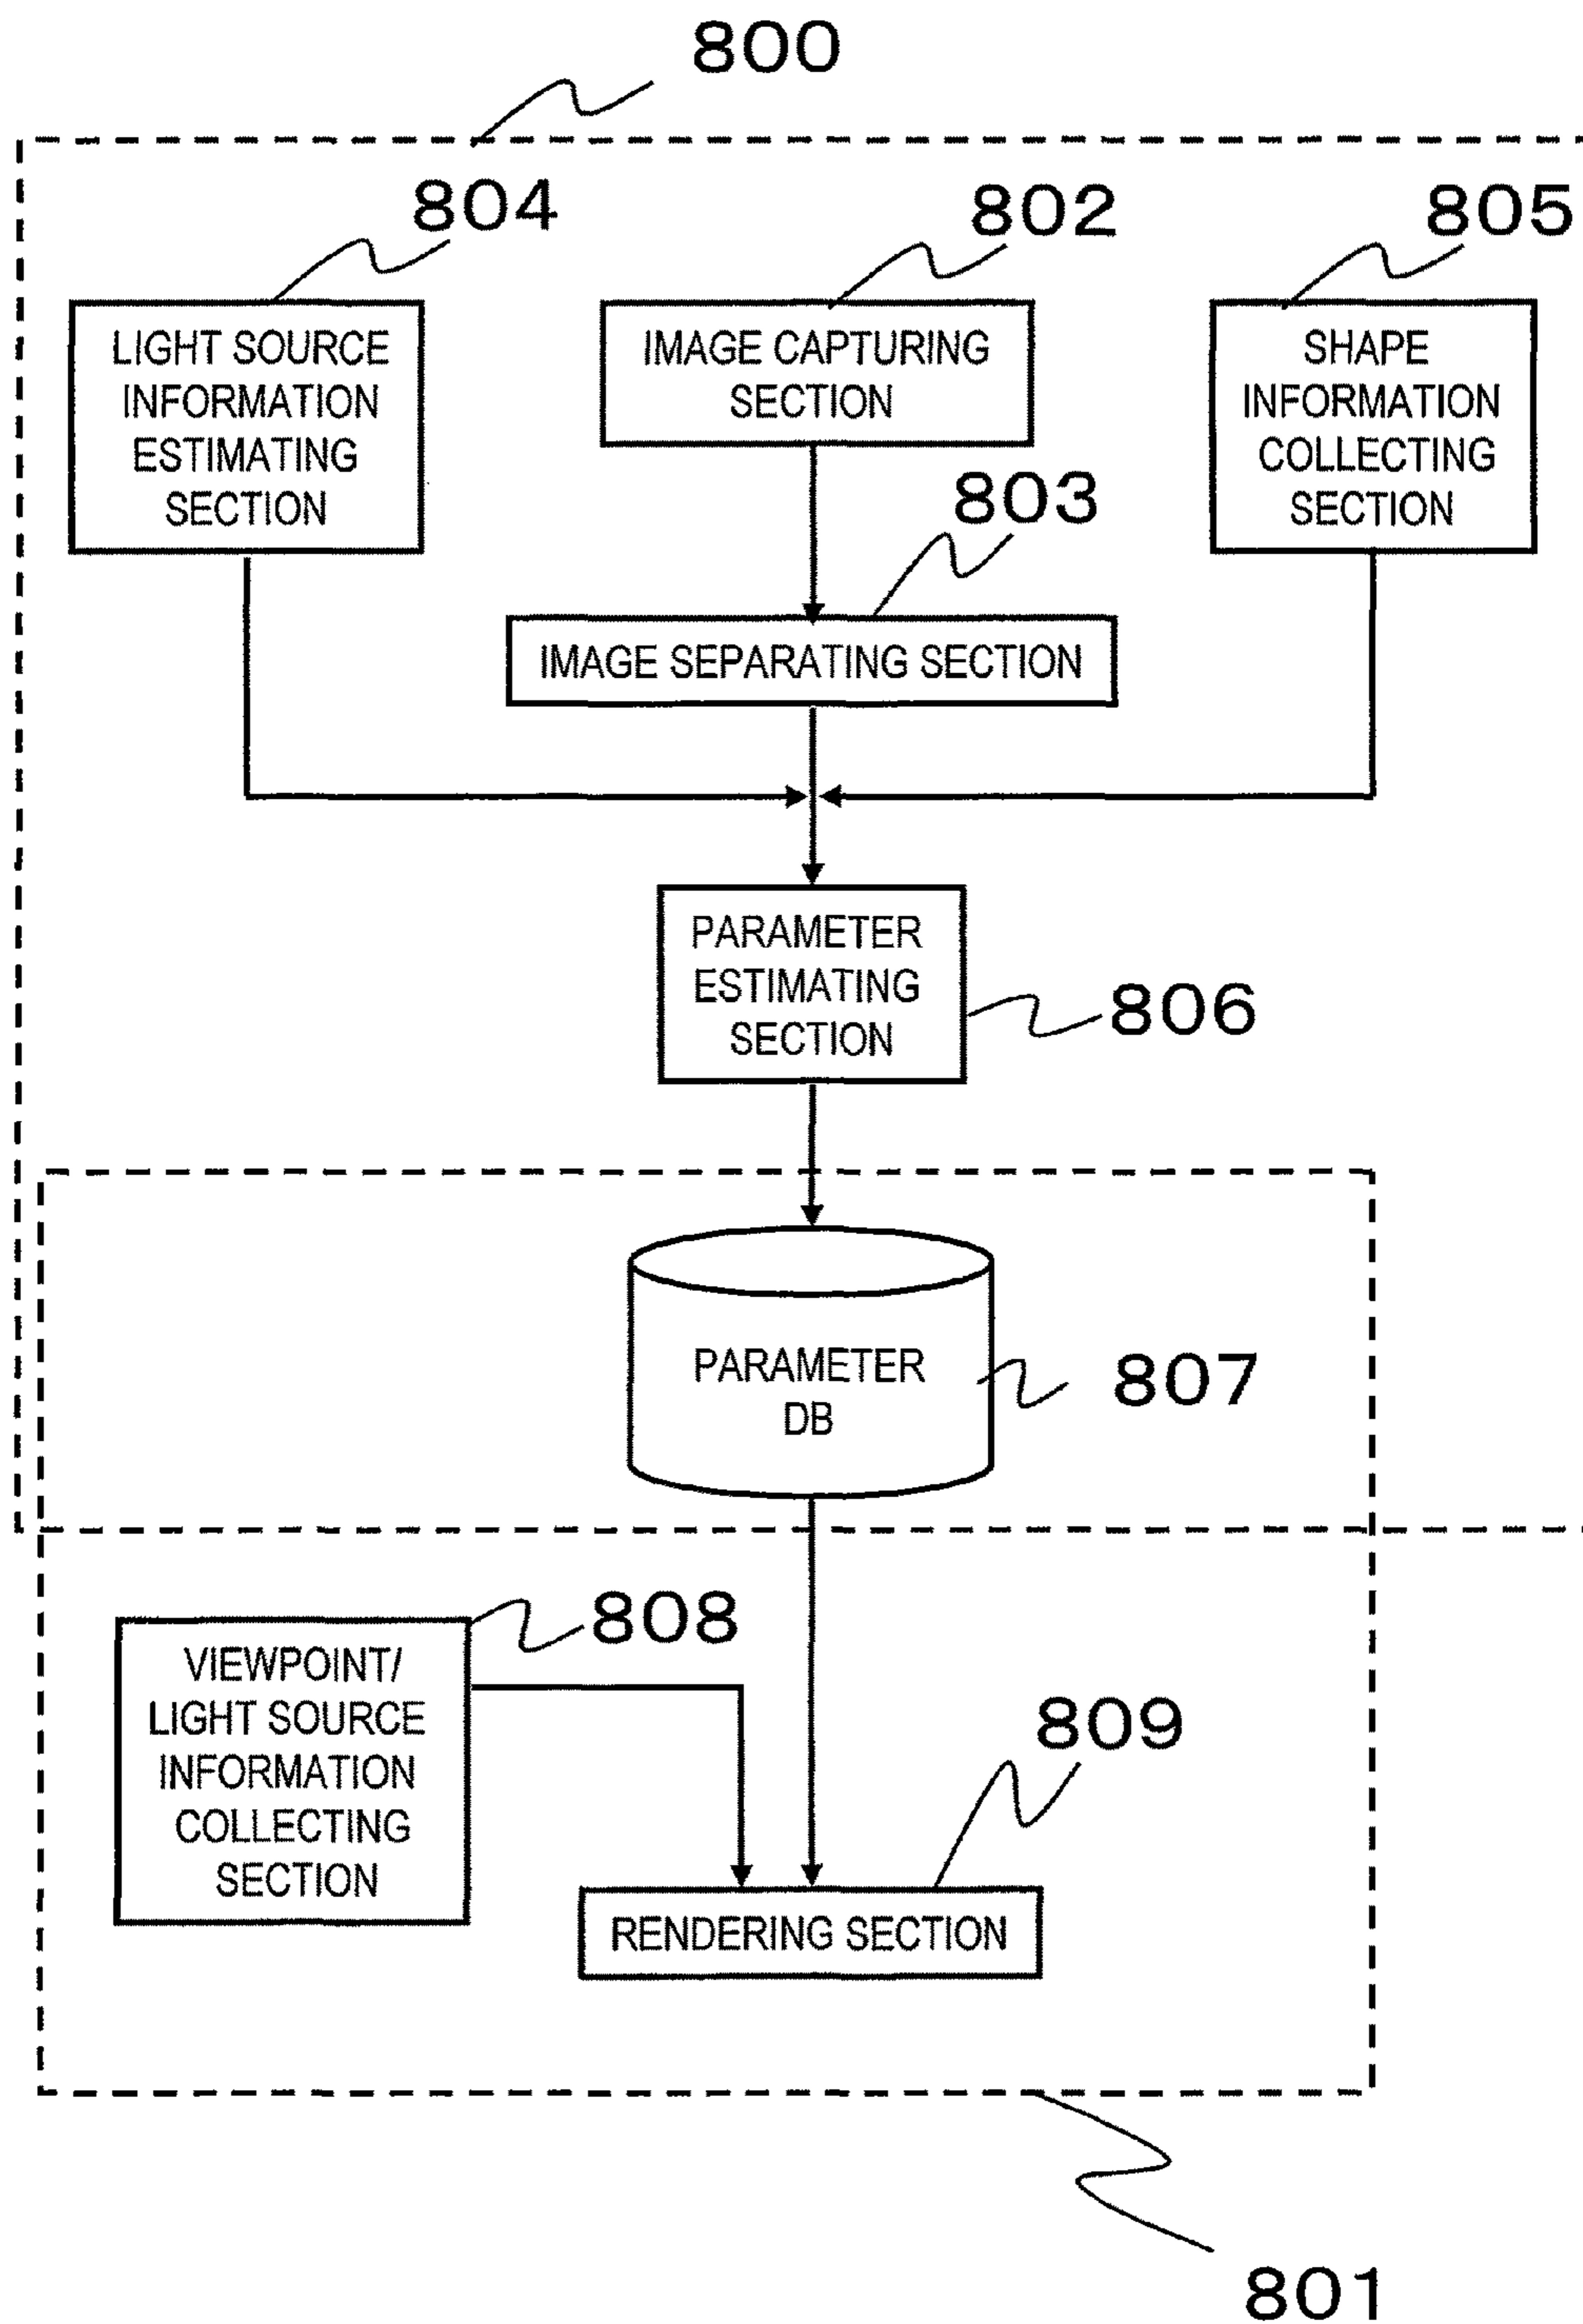 800
804
802
805
LIGHT SOURCE
INFORMATION
ESTIMATING
SECTION
IMAGE CAPTURING
SECTION
SHAPE
INFORMATION
COLLECTING
SECTION
803
IMAGE SEPARATING SECTION
PARAMETER
ESTIMATING
SECTION
806
PARAMETER
DB
807
808
VIEWPOINT/
LIGHT SOURCE
INFORMATION
COLLECTING
SECTION
809
RENDERING SECTION
801